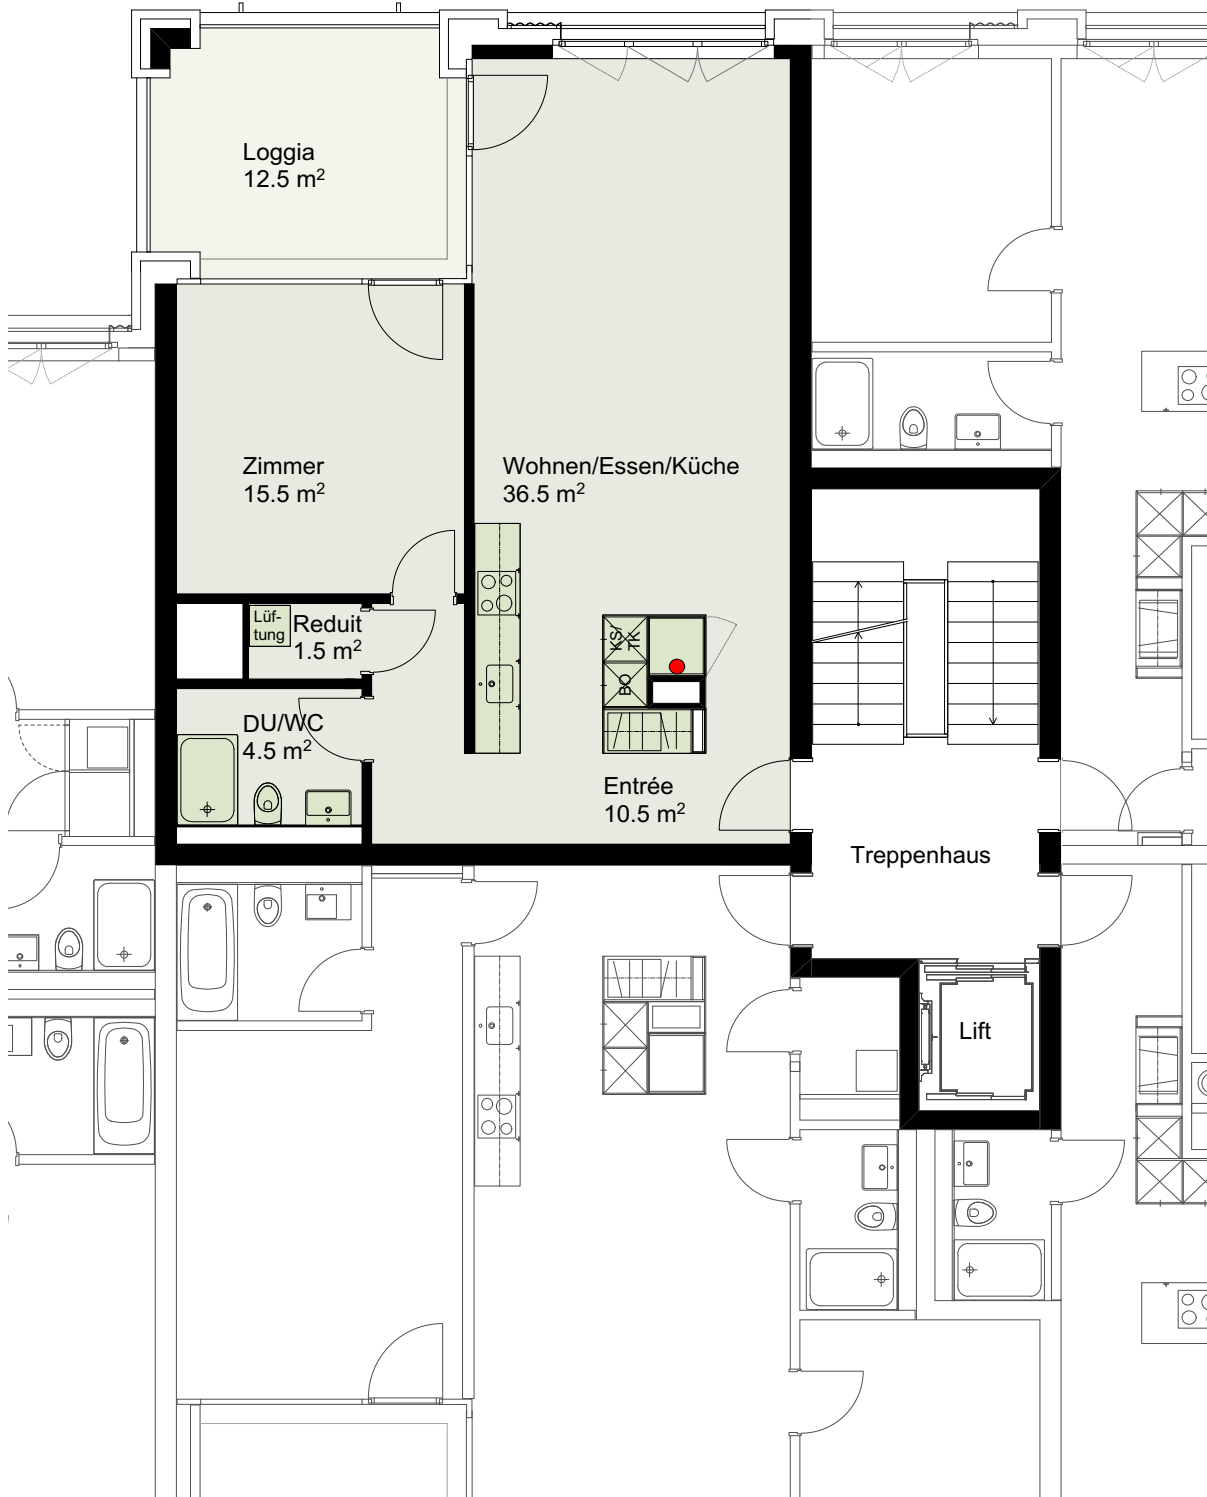 Loggia
12.5 m²
Zimmer
15.5 m²
Wohnen/Essen/Küche
36.5 m²
Lüf-
tung
Reduit
1.5 m²
KS/
TK
BO
DU/WC
4.5 m²
Entrée
10.5 m²
Treppenhaus
Lift